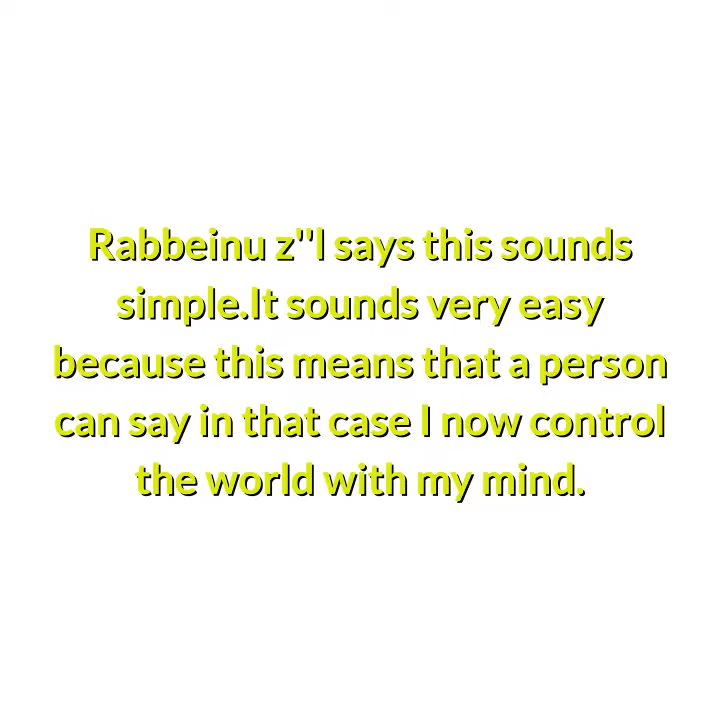 Rabbeinu z''l says this sounds
simple.It sounds very easy
because this means that a person
can say in that case I now control
the world with my mind.